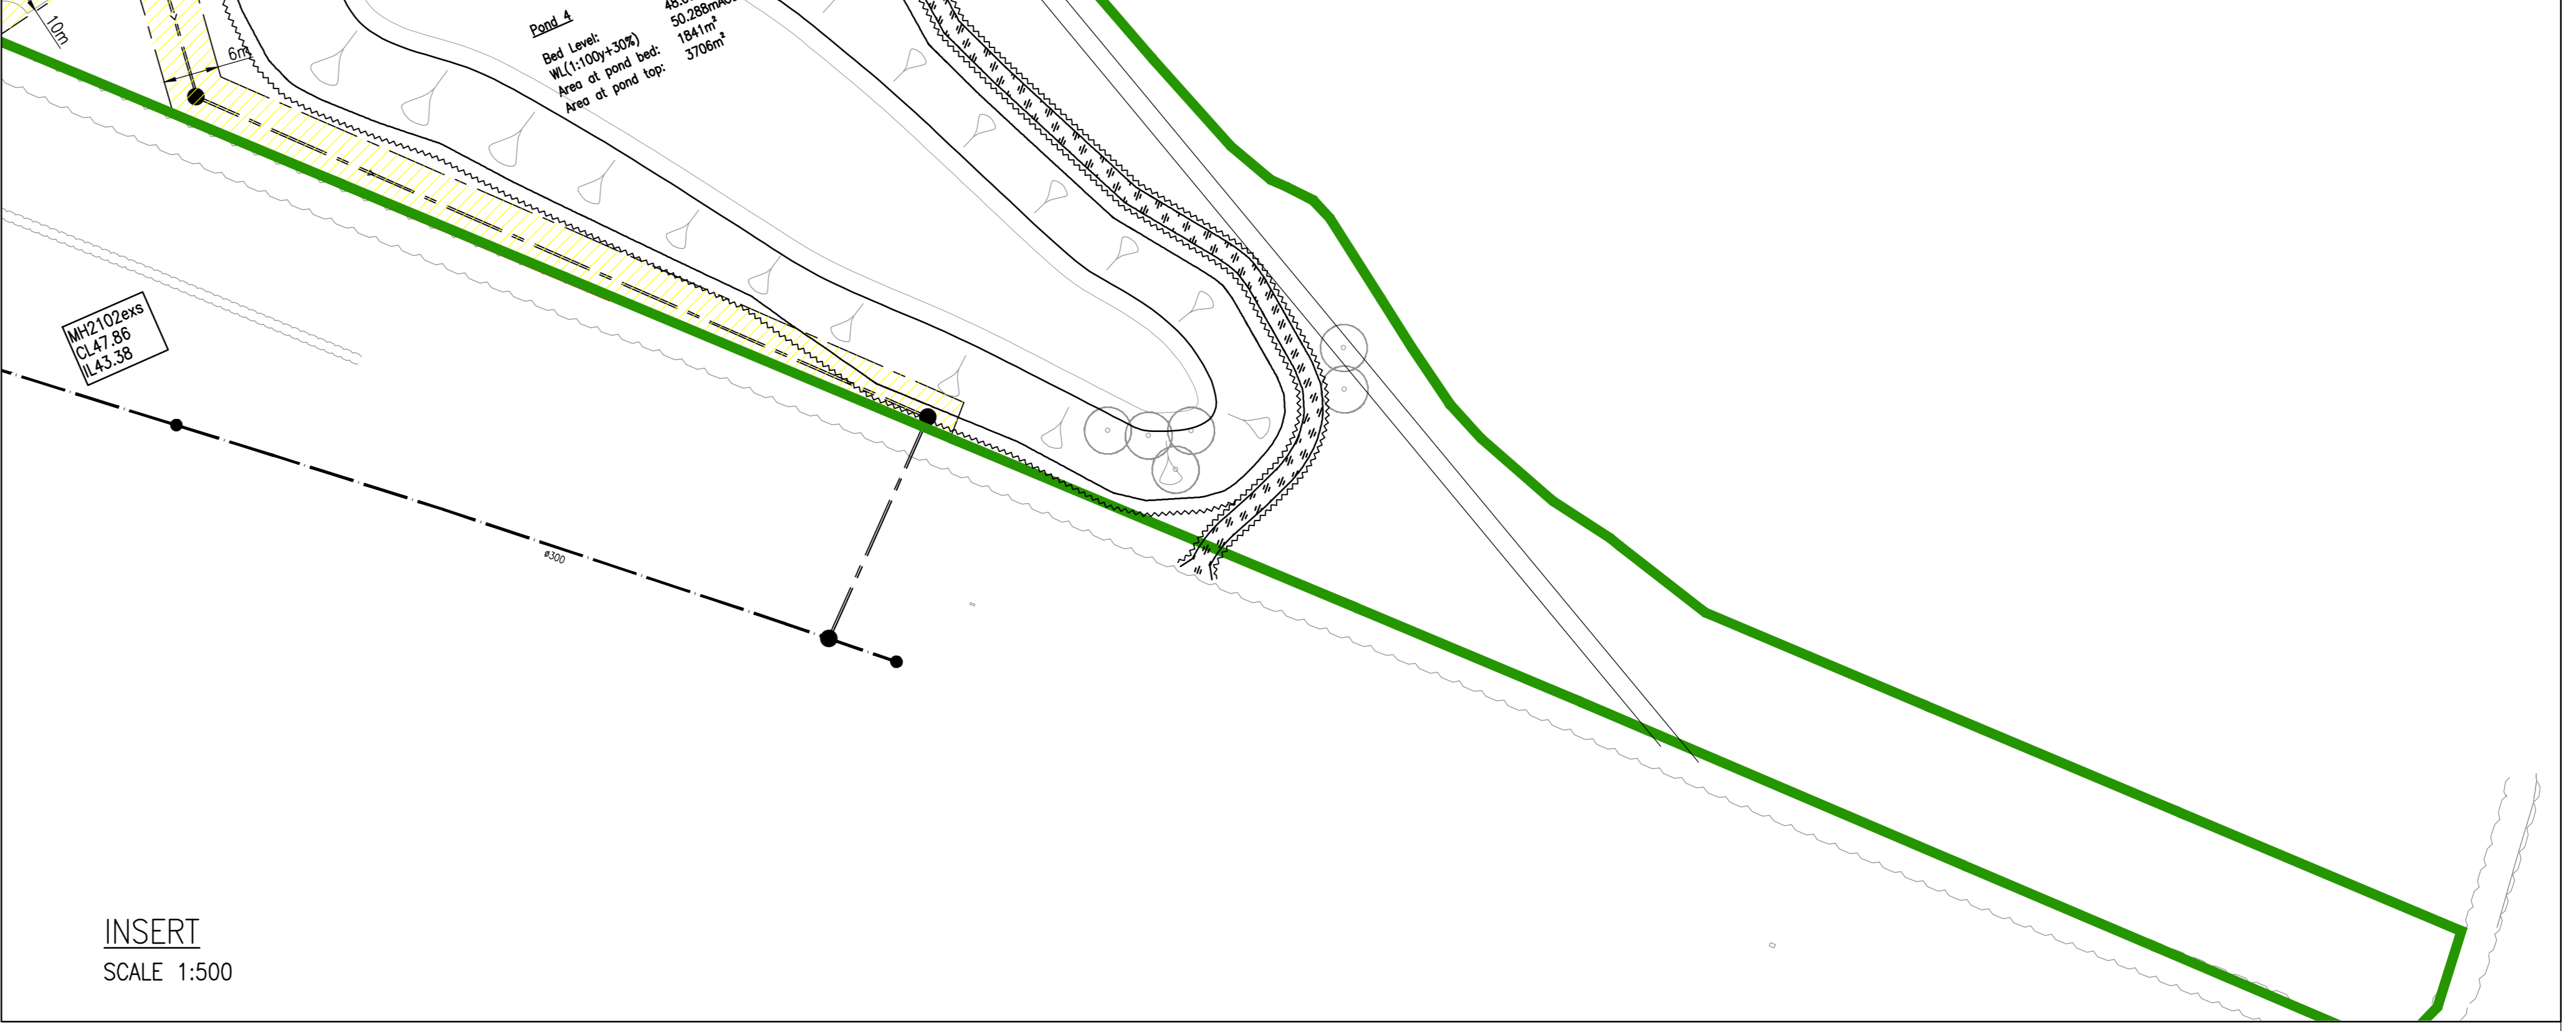 10m
6m
Pond 4
Bed Level:
WL(1:100y+30%)
50.288mAOD
Area at pond bed: 1841m²
Area at pond top: 3706m²
MH2102exs
CL47.86
IL43.38
ø300
INSERT
SCALE 1:500